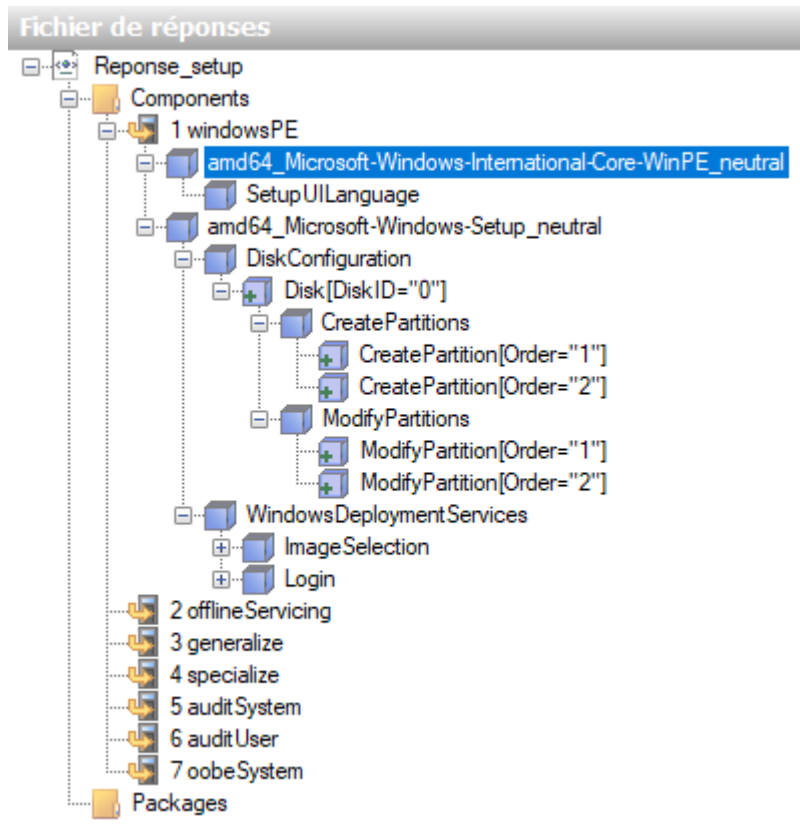 Fichier de réponses
Reponse_setup
Components
1 windowsPE
amd64_Microsoft-Windows-International-Core-WinPE_neutral
SetupUILanguage
amd64_Microsoft-Windows-Setup_neutral
DiskConfiguration
Disk[DiskID="0"]
CreatePartitions
CreatePartition[Order="1"]
CreatePartition[Order="2"]
ModifyPartitions
ModifyPartition[Order="1"]
ModifyPartition[Order="2"]
WindowsDeploymentServices
ImageSelection
Login
2 offlineServicing
3 generalize
4 specialize
5 auditSystem
6 auditUser
7 oobeSystem
Packages